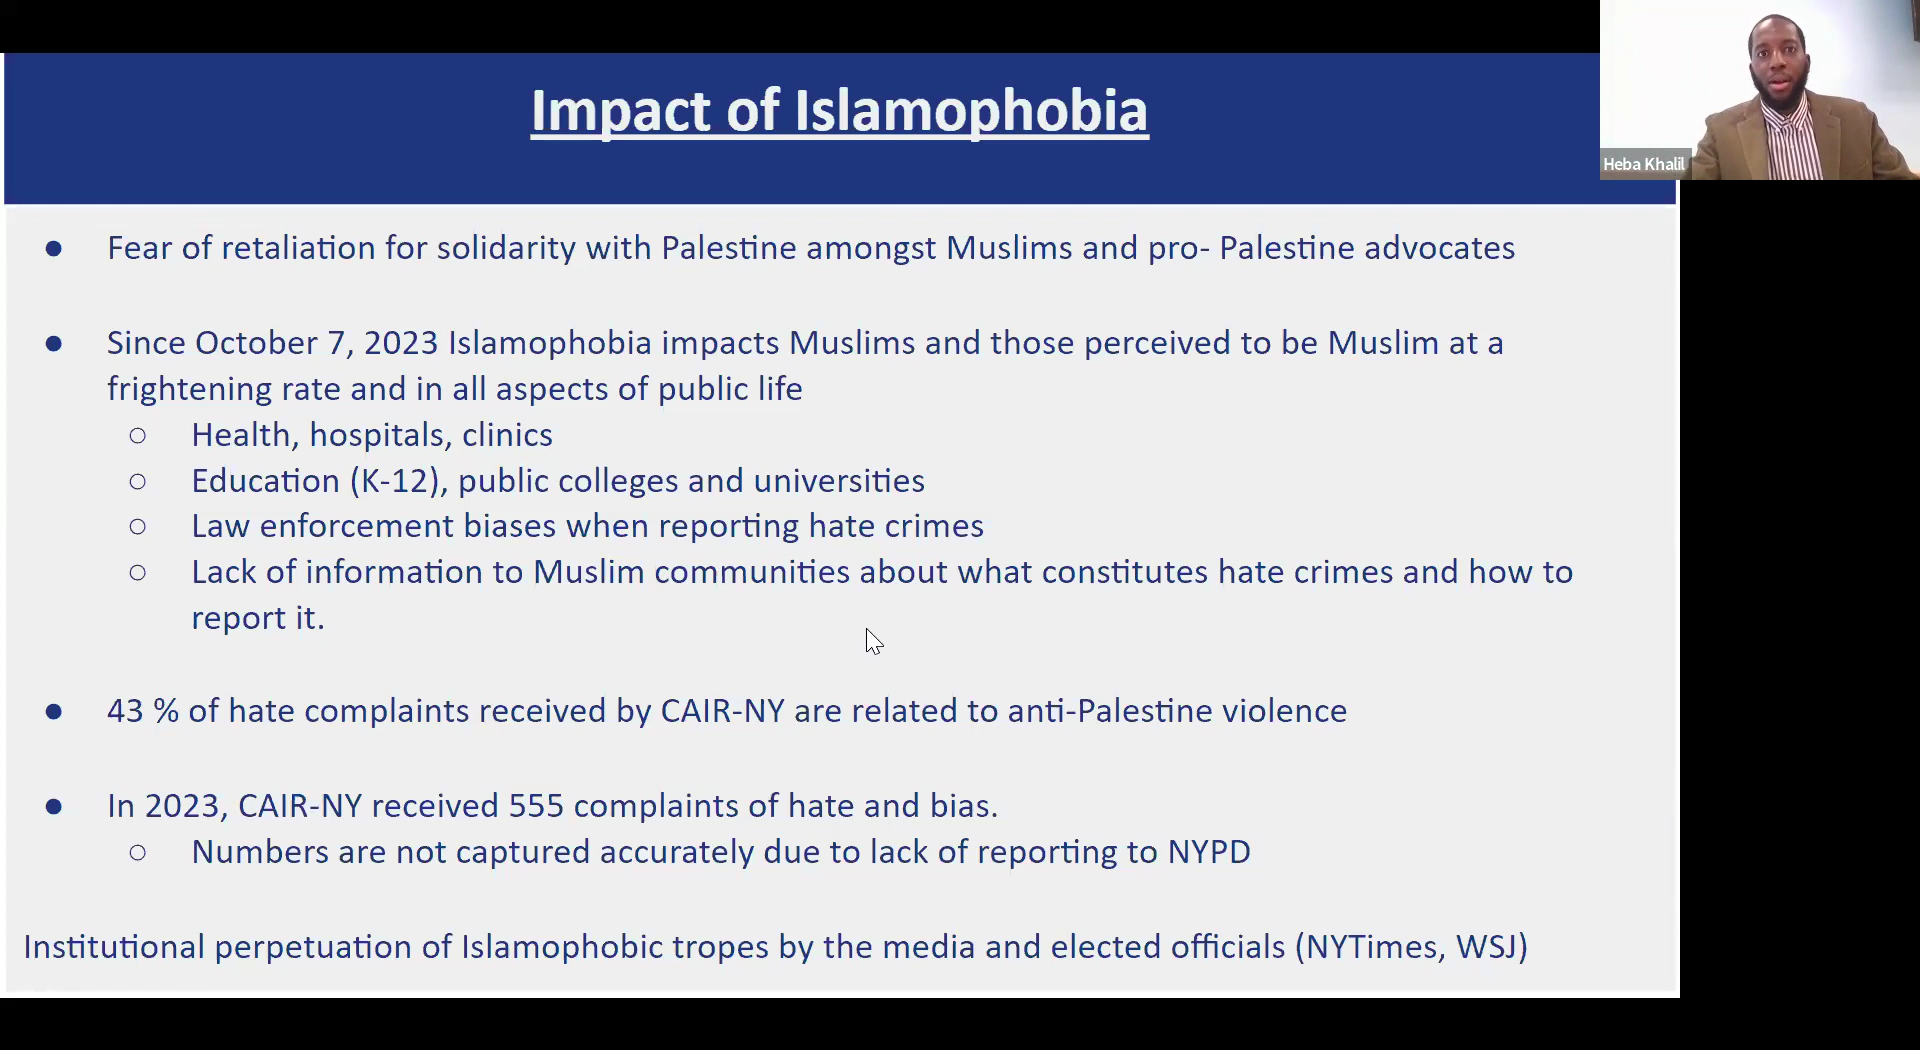 Impact of Islamophobia
Heba Khalil
● Fear of retaliation for solidarity with Palestine amongst Muslims and pro- Palestine advocates
● Since October 7, 2023 Islamophobia impacts Muslims and those perceived to be Muslim at a
frightening rate and in all aspects of public life
○ Health, hospitals, clinics
○ Education (K-12), public colleges and universities
○ Law enforcement biases when reporting hate crimes
○ Lack of information to Muslim communities about what constitutes hate crimes and how to
report it.
● 43 % of hate complaints received by CAIR-NY are related to anti-Palestine violence
● In 2023, CAIR-NY received 555 complaints of hate and bias.
○ Numbers are not captured accurately due to lack of reporting to NYPD
Institutional perpetuation of Islamophobic tropes by the media and elected officials (NYTimes, WSJ)